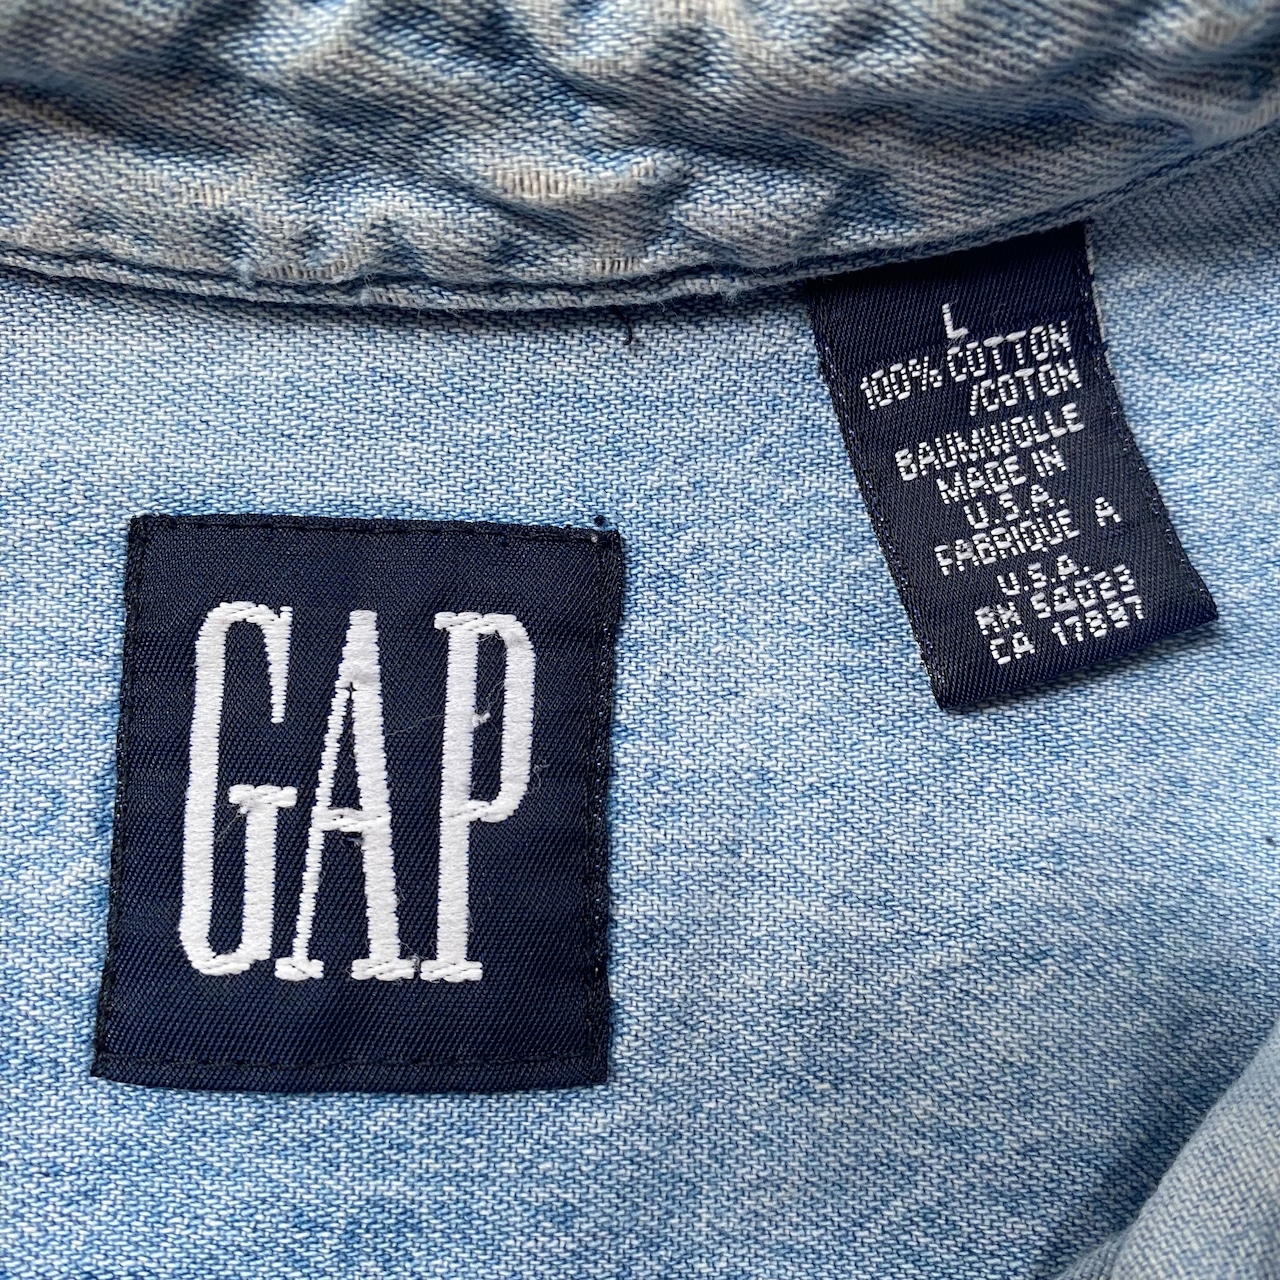 GAP
L
100% COTTON
/COTON
BAUMWOLLE
MADE IN
U.S.A.
FABRIQUE A
U.S.A.
RN 54023
CA 17897